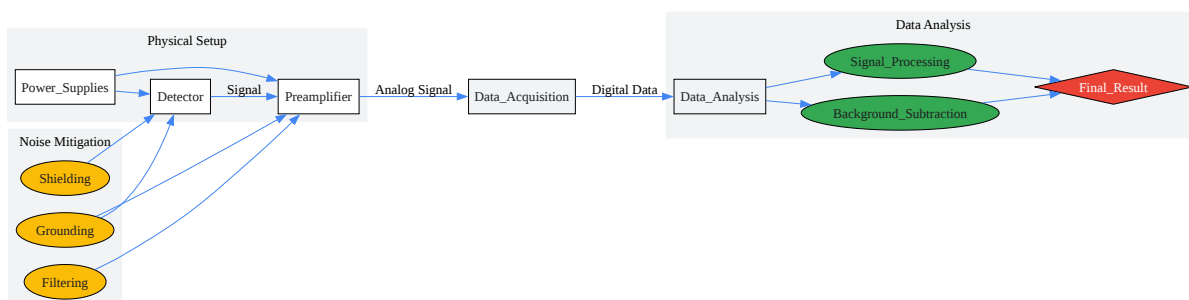 Physical Setup
Power_Supplies
Detector
Signal
Preamplifier
Analog Signal
Data_Acquisition
Digital Data
Data Analysis
Data_Analysis
Signal_Processing
Background_Subtraction
Final_Result
Noise Mitigation
Shielding
Grounding
Filtering